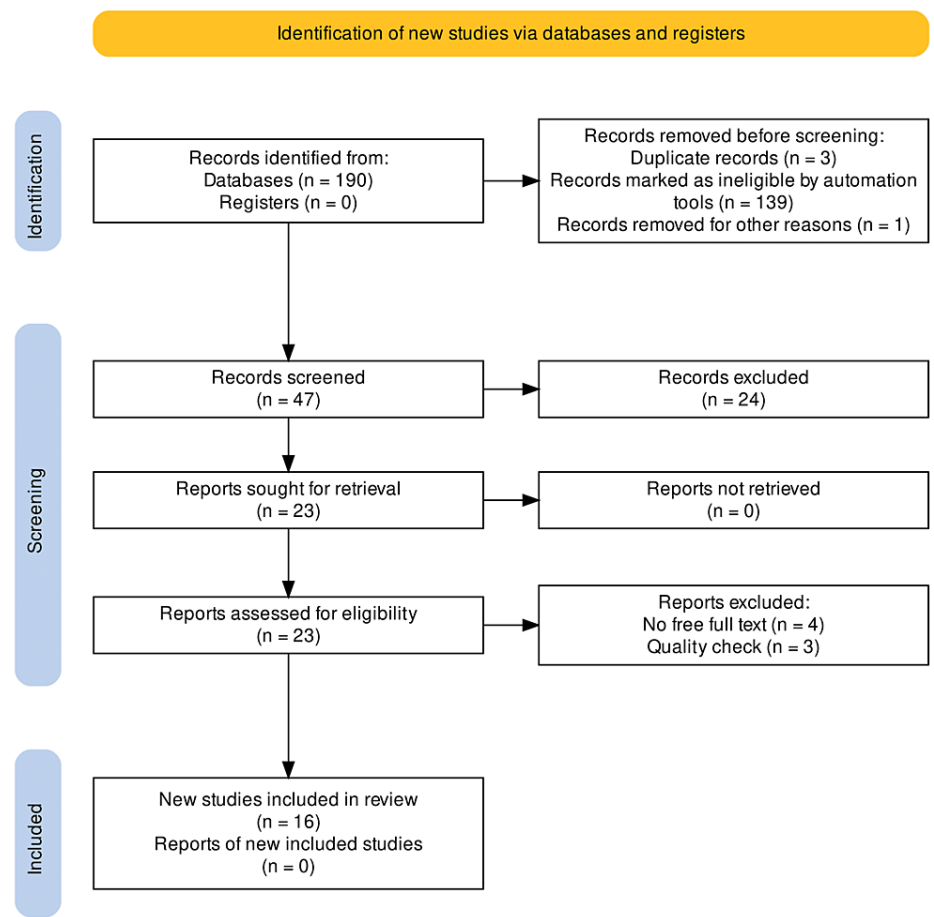 Identification of new studies via databases and registers
Identification
Records identified from:
Databases (n = 190)
Registers (n = 0)
Records removed before screening:
Duplicate records (n = 3)
Records marked as ineligible by automation
tools (n = 139)
Records removed for other reasons (n = 1)
Screening
Records screened
(n = 47)
Records excluded
(n = 24)
Reports sought for retrieval
(n = 23)
Reports not retrieved
(n = 0)
Reports assessed for eligibility
(n = 23)
Reports excluded:
No free full text (n = 4)
Quality check (n = 3)
Included
New studies included in review
(n = 16)
Reports of new included studies
(n = 0)